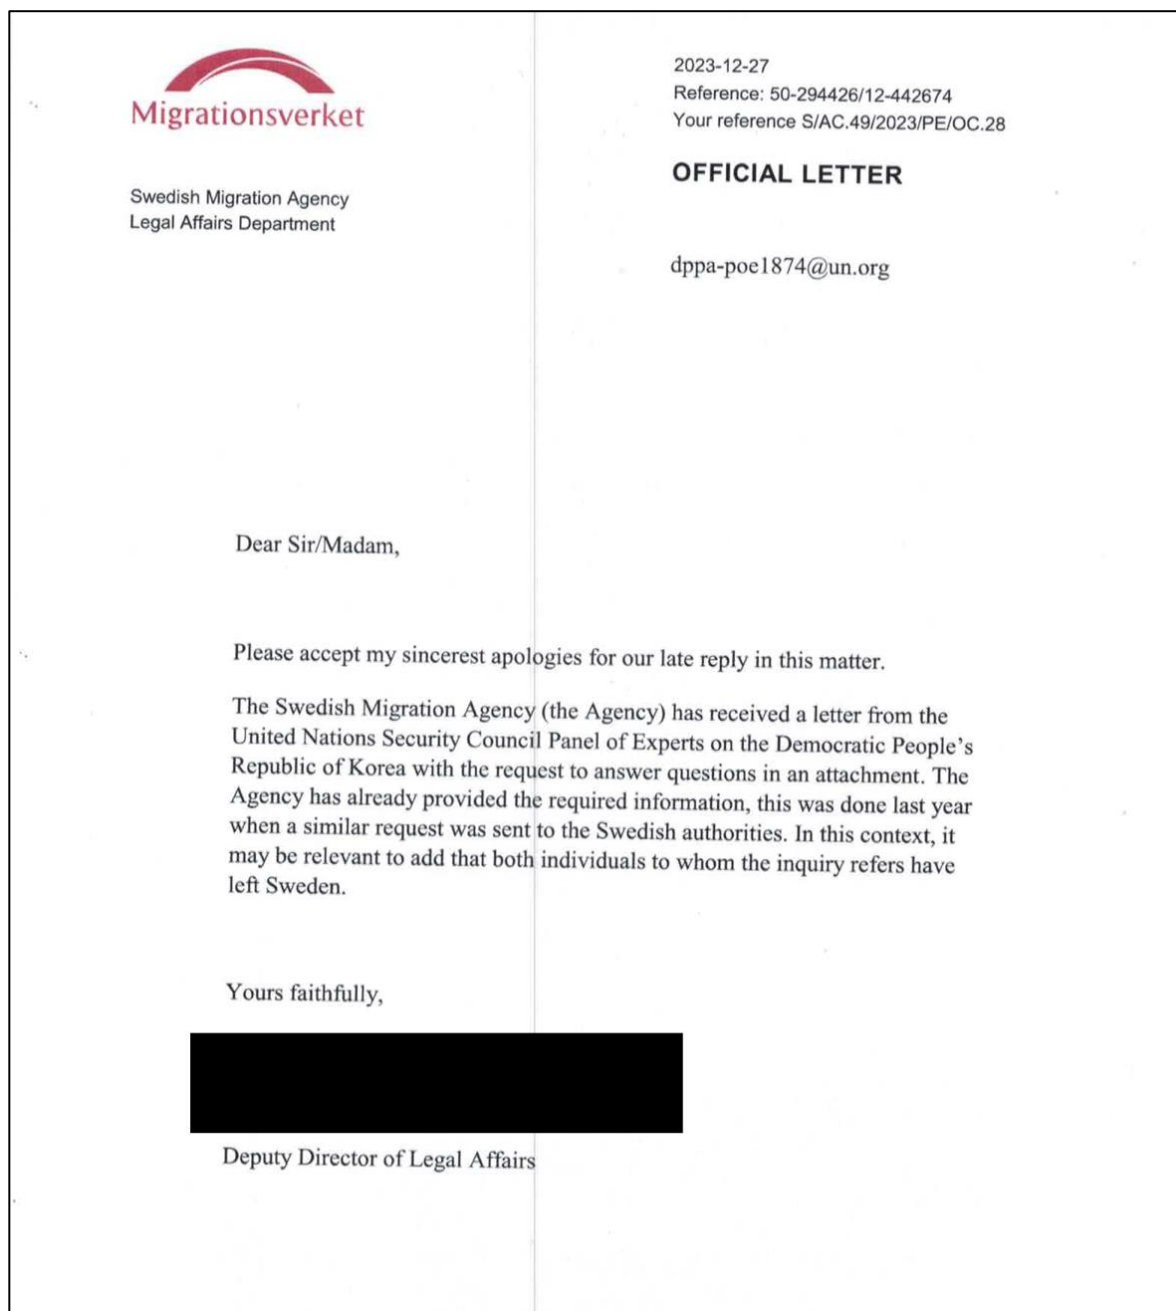 Migrationsverket
Swedish Migration Agency
Legal Affairs Department
2023-12-27
Reference: 50-294426/12-442674
Your reference S/AC.49/2023/PE/OC.28
OFFICIAL LETTER
dppa-poe1874@un.org
Dear Sir/Madam,
Please accept my sincerest apologies for our late reply in this matter.
The Swedish Migration Agency (the Agency) has received a letter from the
United Nations Security Council Panel of Experts on the Democratic People’s
Republic of Korea with the request to answer questions in an attachment. The
Agency has already provided the required information, this was done last year
when a similar request was sent to the Swedish authorities. In this context, it
may be relevant to add that both individuals to whom the inquiry refers have
left Sweden.
Yours faithfully,
Deputy Director of Legal Affairs